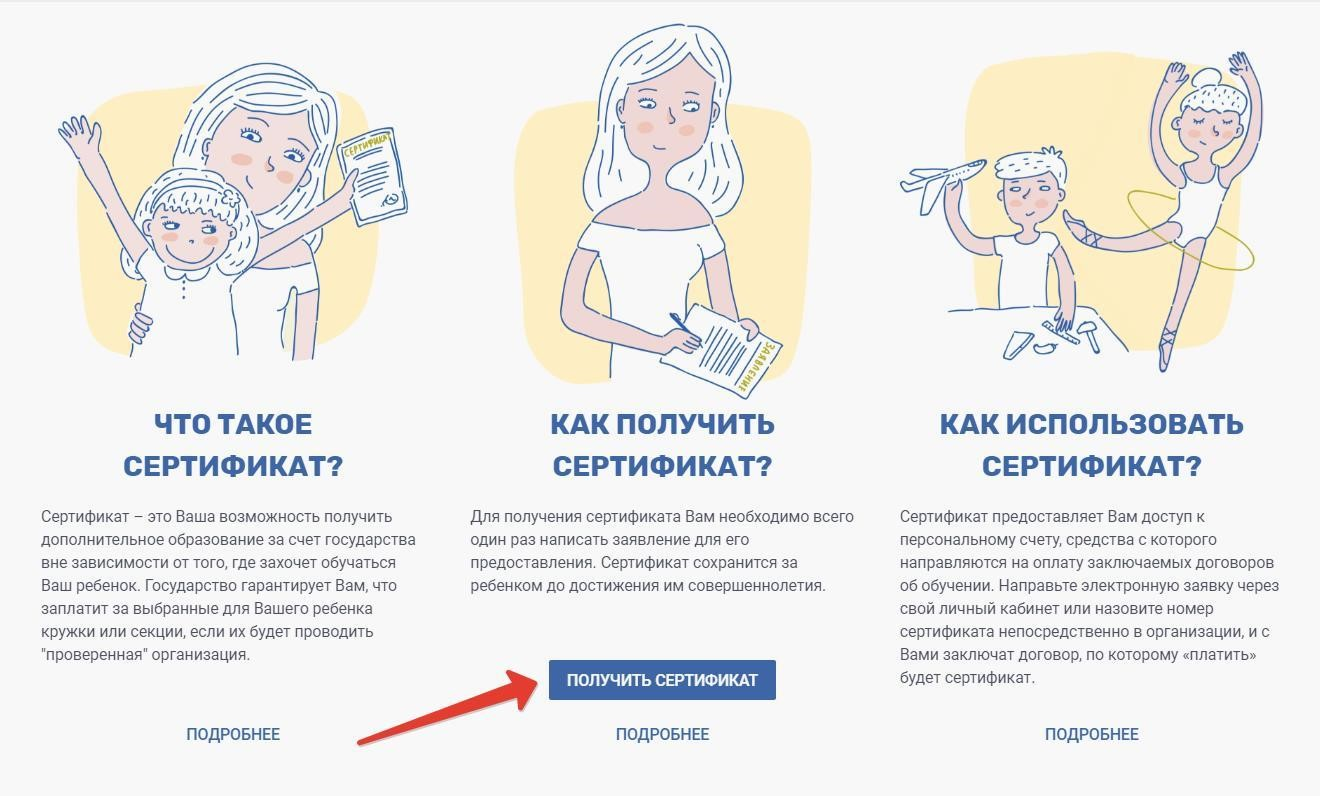 СЕРТИФИКАТ
ЗАЯВЛЕНИЕ
ЧТО ТАКОЕ
СЕРТИФИКАТ?
Сертификат – это Ваша возможность получить
дополнительное образование за счет государства
вне зависимости от того, где захочет обучаться
Ваш ребенок. Государство гарантирует Вам, что
заплатит за выбранные для Вашего ребенка
кружки или секции, если их будет проводить
"проверенная" организация.
ПОДРОБНЕЕ
КАК ПОЛУЧИТЬ
СЕРТИФИКАТ?
Для получения сертификата Вам необходимо всего
один раз написать заявление для его
предоставления. Сертификат сохранится за
ребенком до достижения им совершеннолетия.
ПОЛУЧИТЬ СЕРТИФИКАТ
ПОДРОБНЕЕ
КАК ИСПОЛЬЗОВАТЬ
СЕРТИФИКАТ?
Сертификат предоставляет Вам доступ к
персональному счету, средства с которого
направляются на оплату заключаемых договоров
об обучении. Направьте электронную заявку через
свой личный кабинет или назовите номер
сертификата непосредственно в организации, и с
Вами заключат договор, по которому «платить»
будет сертификат.
ПОДРОБНЕЕ